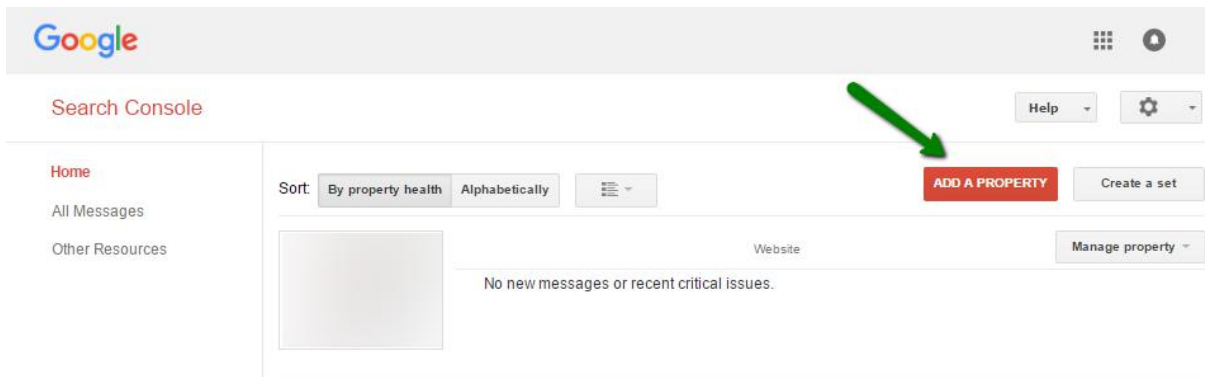 Google
Search Console
Help
Home
All Messages
Other Resources
Sort: By property health Alphabetically
ADD A PROPERTY Create a set
Website
Manage property
No new messages or recent critical issues.